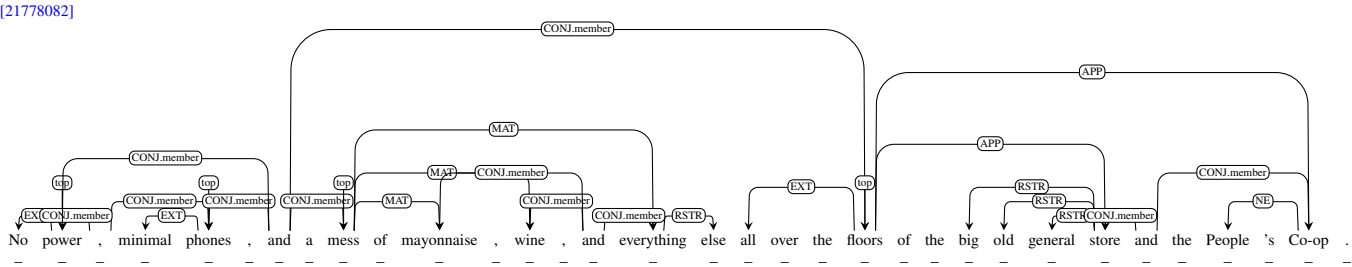 [21778082]
CONJ.member
APP
MAT
APP
CONJ.member
MAT CONJ.member CONJ.member
top top top EXT top RSTR
CONJ.member CONJ.member CONJ.member MAT CONJ.member RSTR NE
EX CONJ.member EXT CONJ.member RSTR RSTR CONJ.member
No power , minimal phones , and a mess of mayonnaise , wine , and everything else all over the floors of the big old general store and the People 's Co-op .
_ _ _ _ _ _ _ _ _ _ _ _ _ _ _ _ _ _ _ _ _ _ _ _ _ _ _ _ _ _ _ _ _